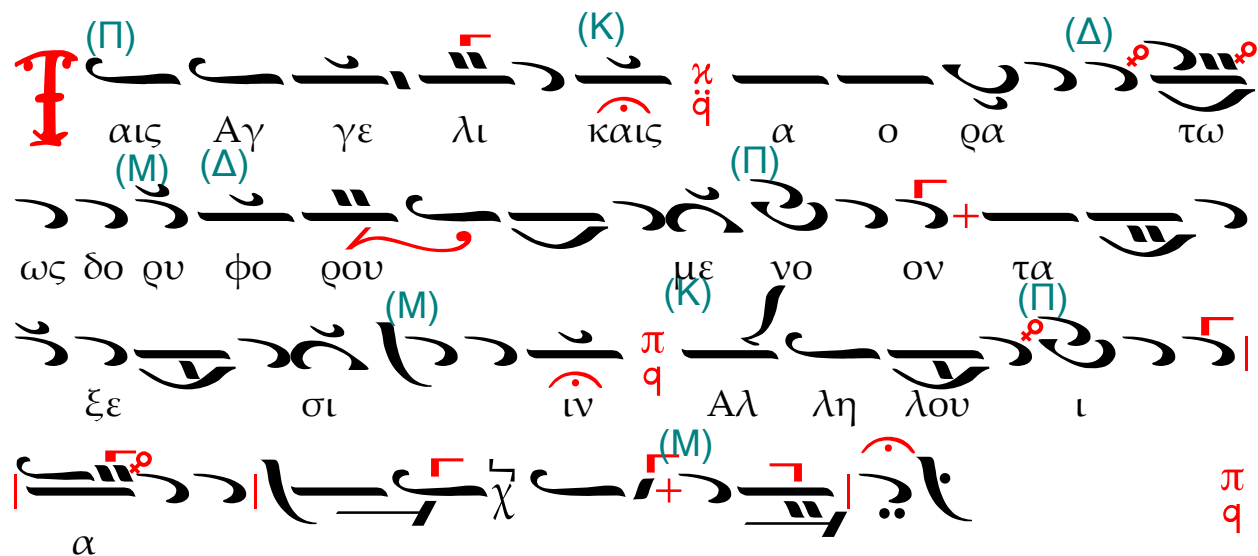 (Π) (Κ) (Δ)
Ταις Αγ γε λι καις α ο ρα τω
(Μ) (Δ) (Π)
ως δο ρυ φο ρου με νο ον τα
(Μ) (Κ) (Π)
ξε σι ιν Αλ λη λου ι
(Μ)
α